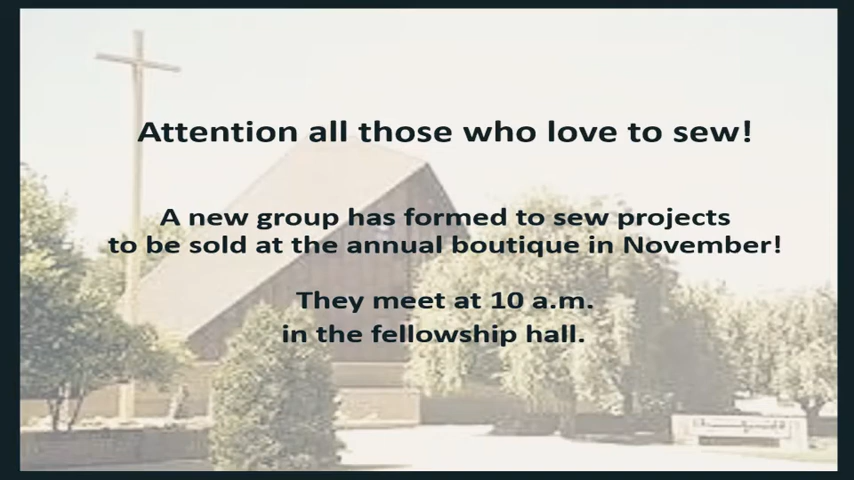 Attention all those who love to sew!
A new group has formed to sew projects
to be sold at the annual boutique in November!
They meet at 10 a.m.
in the fellowship hall.